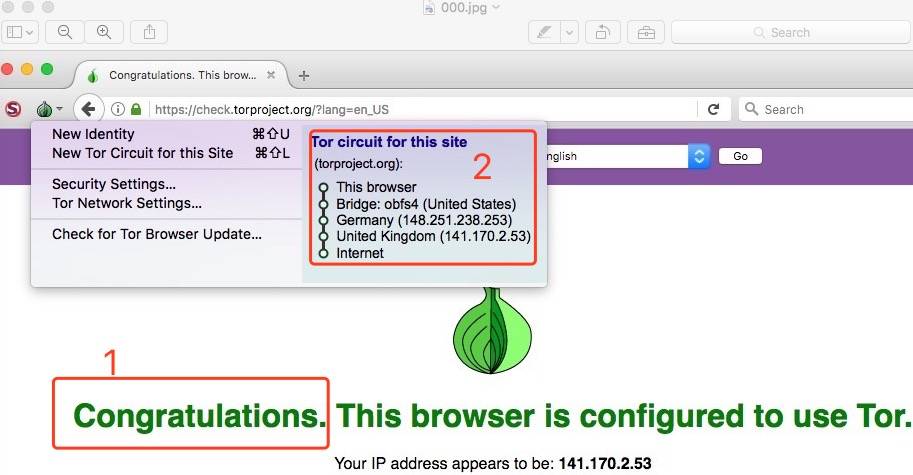 000.jpg
Search
Congratulations. This brow...
https://check.torproject.org/?lang=en_US
Search
New Identity ⌘⇧U
New Tor Circuit for this Site ⌘⇧L
Security Settings...
Tor Network Settings...
Check for Tor Browser Update...
Tor circuit for this site
(torproject.org):
2
This browser
Bridge: obfs4 (United States)
Germany (148.251.238.253)
United Kingdom (141.170.2.53)
Internet
nglish
Go
1
Congratulations. This browser is configured to use Tor.
Your IP address appears to be: 141.170.2.53